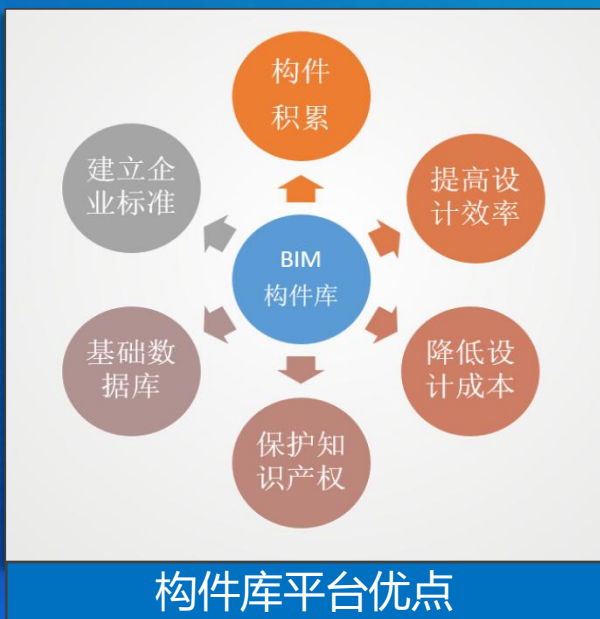 构件
积累
提高设
计效率
降低设
计成本
保护知
识产权
基础数
据库
建立企
业标准
BIM
构件库
构件库平台优点